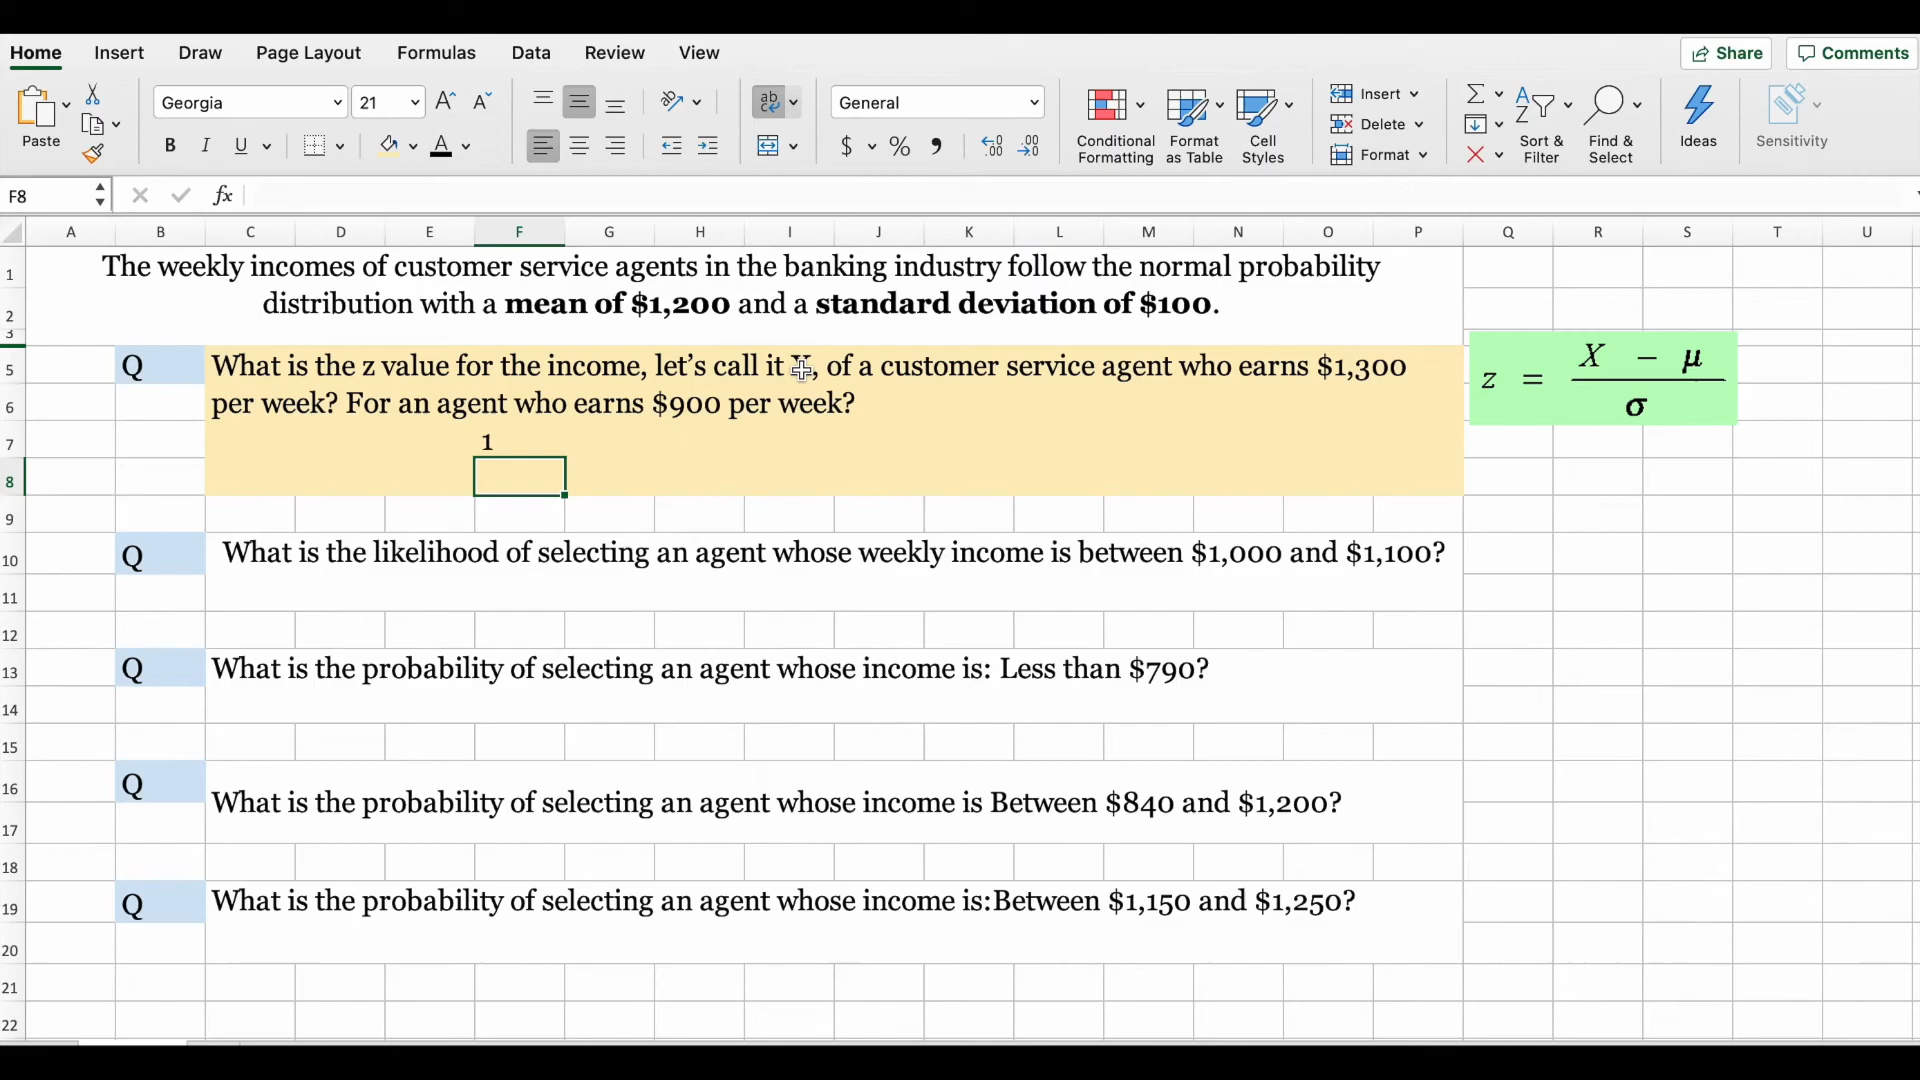 Home Insert Draw Page Layout Formulas Data Review View Share Comments
Georgia 21 A A ab General Insert
Paste Conditional Format Cell Delete Sort & Find & Ideas Sensitivity
B I U A $ % , .00 .00 Formatting as Table Styles Format Filter Select
F8 fx
A B C D E F G H I J K L M N O P Q R S T U
1 The weekly incomes of customer service agents in the banking industry follow the normal probability
2 distribution with a mean of $1,200 and a standard deviation of $100.
3
5 Q What is the z value for the income, let's call it , of a customer service agent who earns $1,300
6 per week? For an agent who earns $900 per week?
z = X − μ
σ
7 1
8
9
10 Q What is the likelihood of selecting an agent whose weekly income is between $1,000 and $1,100?
11
12
13 Q What is the probability of selecting an agent whose income is: Less than $790?
14
15
16 Q
What is the probability of selecting an agent whose income is Between $840 and $1,200?
17
18
19 Q What is the probability of selecting an agent whose income is:Between $1,150 and $1,250?
20
21
22